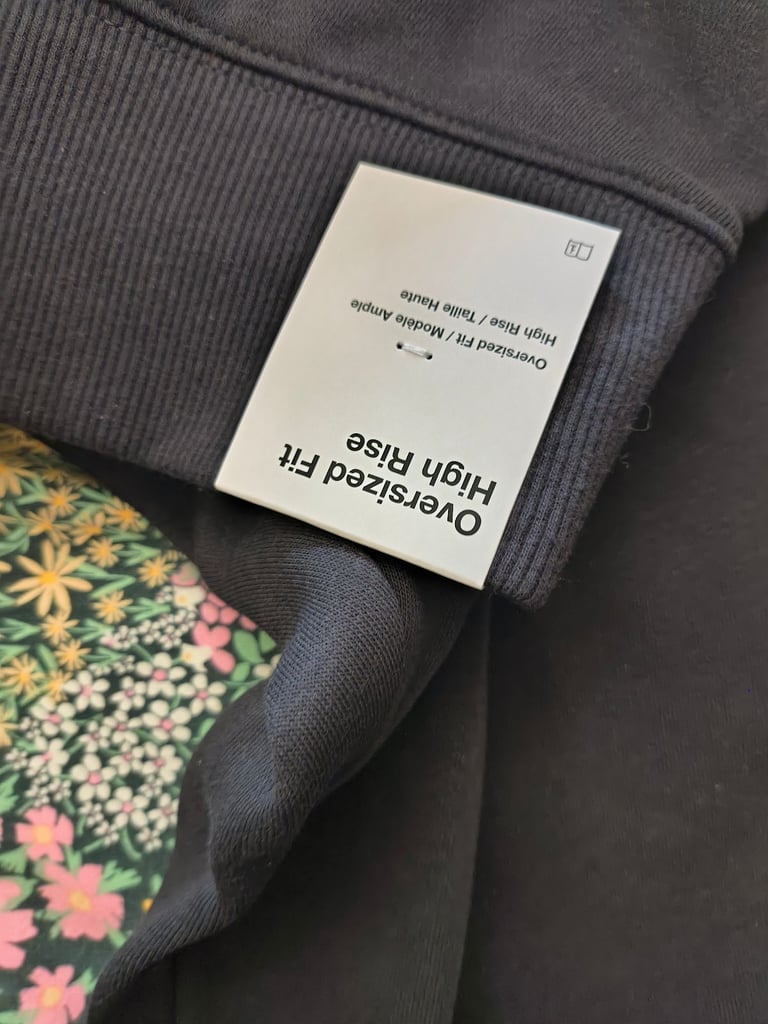 Oversized Fit
High Rise
Oversized Fit / Modèle Ample
High Rise / Taille Haute